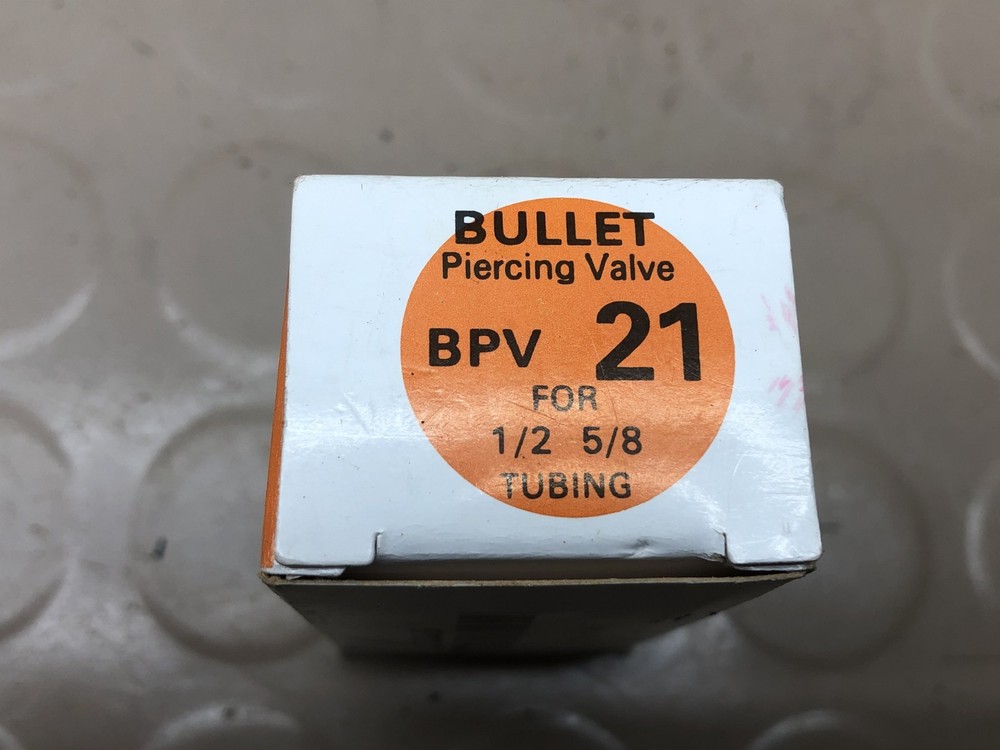 BULLET
Piercing Valve
BPV 21
FOR
1/2 5/8
TUBING